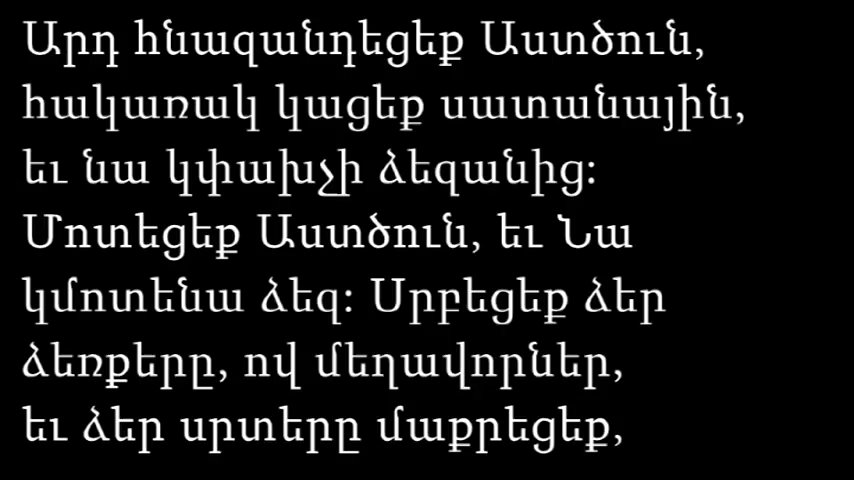 Արդ հնազանդեցեք Աստծուն,
հակառակ կացեք սատանային,
եւ նա կփախչի ձեզանից:
Մոտեցեք Աստծուն, եւ Նա
կմոտենա ձեզ: Սրբեցեք ձեր
ձեռքերը, ով մեղավորներ,
եւ ձեր սրտերը մաքրեցեք,